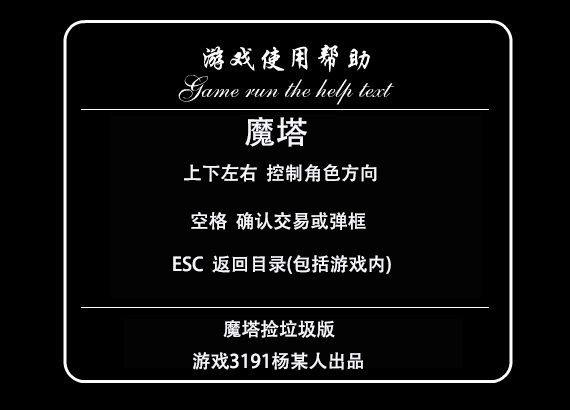 游戏使用帮助
Game run the help text
魔塔
上下左右 控制角色方向
空格 确认交易或弹框
ESC 返回目录(包括游戏内)
魔塔捡垃圾版
游戏3191杨某人出品